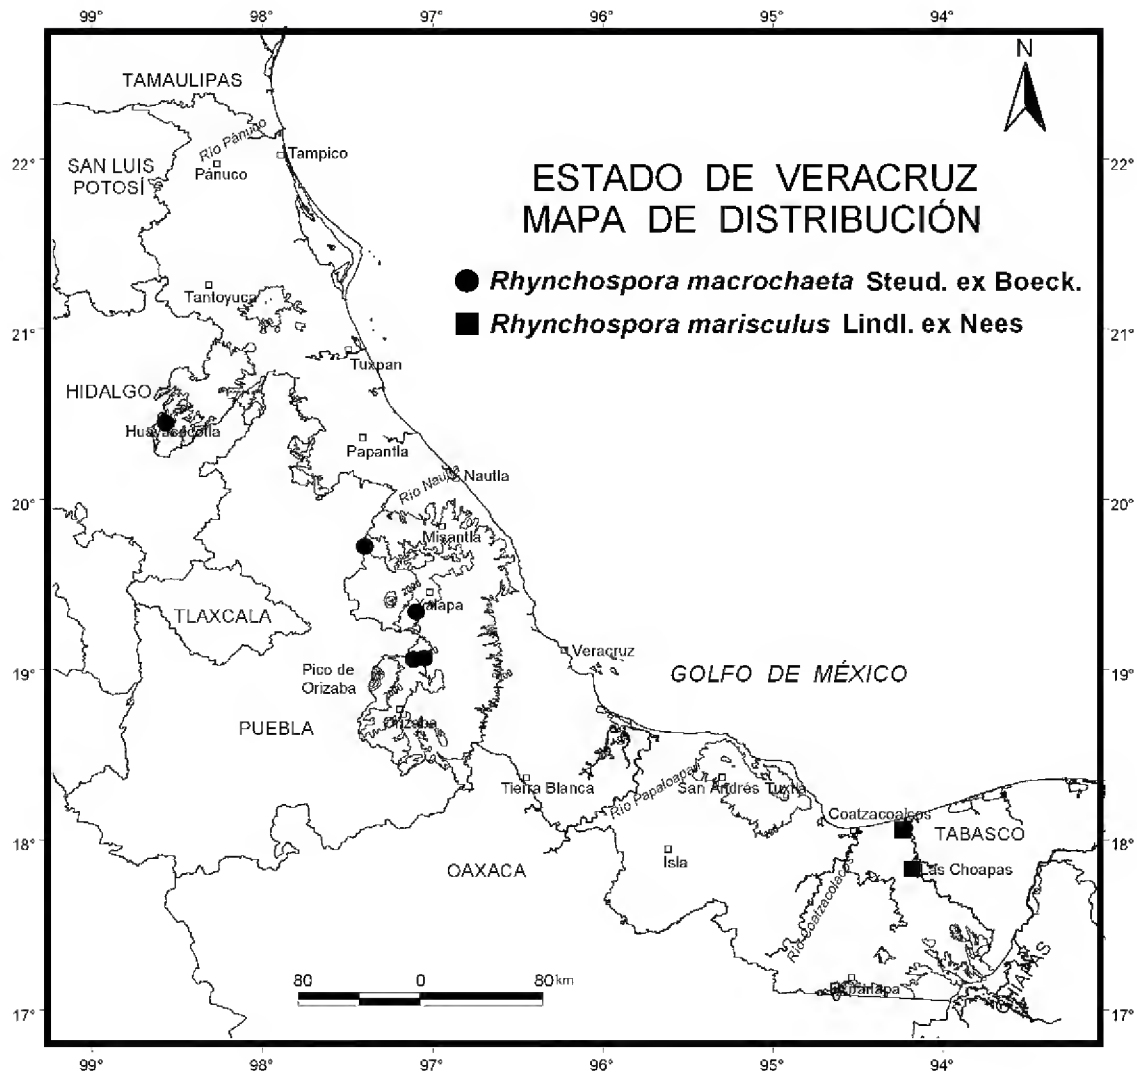 99° 98° 97° 96° 95° 94°
N
TAMAULIPAS
Río Pánuco
22° Tampico 22°
SAN LUIS
POTOSÍ
Pánuco
ESTADO DE VERACRUZ
MAPA DE DISTRIBUCIÓN
Rhynchospora macrochaeta Steud. ex Boeck.
Tantoyuca
Rhynchospora marisculus Lindl. ex Nees
21° 21°
Tuxpan
HIDALGO
Huayacocotla
Papantla
Río Nautla
Nautla
20° 20°
Misantla
2000
Xalapa
TLAXCALA
Veracruz
19° 19°
Pico de
Orizaba
GOLFO DE MÉXICO
Orizaba
PUEBLA
Tierra Blanca
Río Papaloapan
San Andrés Tuxtla
Coatzacoalcos
TABASCO
18° 18°
Isla
OAXACA
Las Choapas
Río Coatzacoalcos
CHIAPAS
80 0 80 km
17° 17°
99° 98° 97° 96° 95° 94°